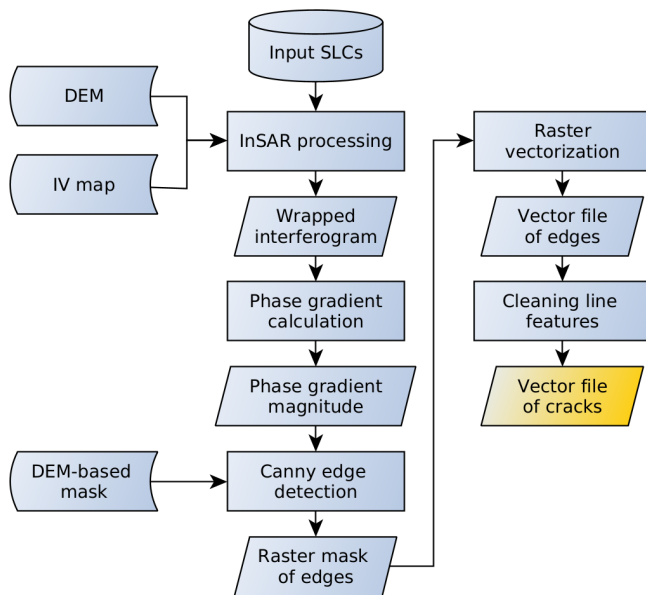 Input SLCs
DEM
IV map
InSAR processing
Wrapped
interferogram
Phase gradient
calculation
Phase gradient
magnitude
DEM-based
mask
Canny edge
detection
Raster mask
of edges
Raster
vectorization
Vector file
of edges
Cleaning line
features
Vector file
of cracks